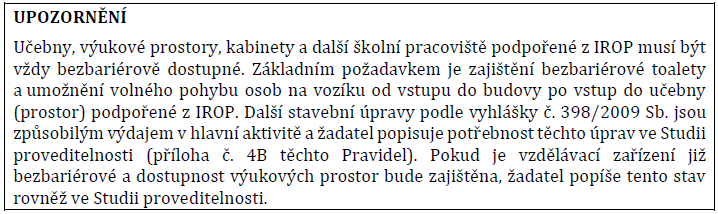 UPOZORNĚNÍ
Učebny, výukové prostory, kabinety a další školní pracoviště podpořené z IROP musí být
vždy bezbariérově dostupné. Základním požadavkem je zajištění bezbariérové toalety
a umožnění volného pohybu osob na vozíku od vstupu do budovy po vstup do učebny
(prostor) podpořené z IROP. Další stavební úpravy podle vyhlášky č. 398/2009 Sb. jsou
způsobilým výdajem v hlavní aktivitě a žadatel popisuje potřebnost těchto úprav ve Studii
proveditelnosti (příloha č. 4B těchto Pravidel). Pokud je vzdělávací zařízení již
bezbariérové a dostupnost výukových prostor bude zajištěna, žadatel popíše tento stav
rovněž ve Studii proveditelnosti.